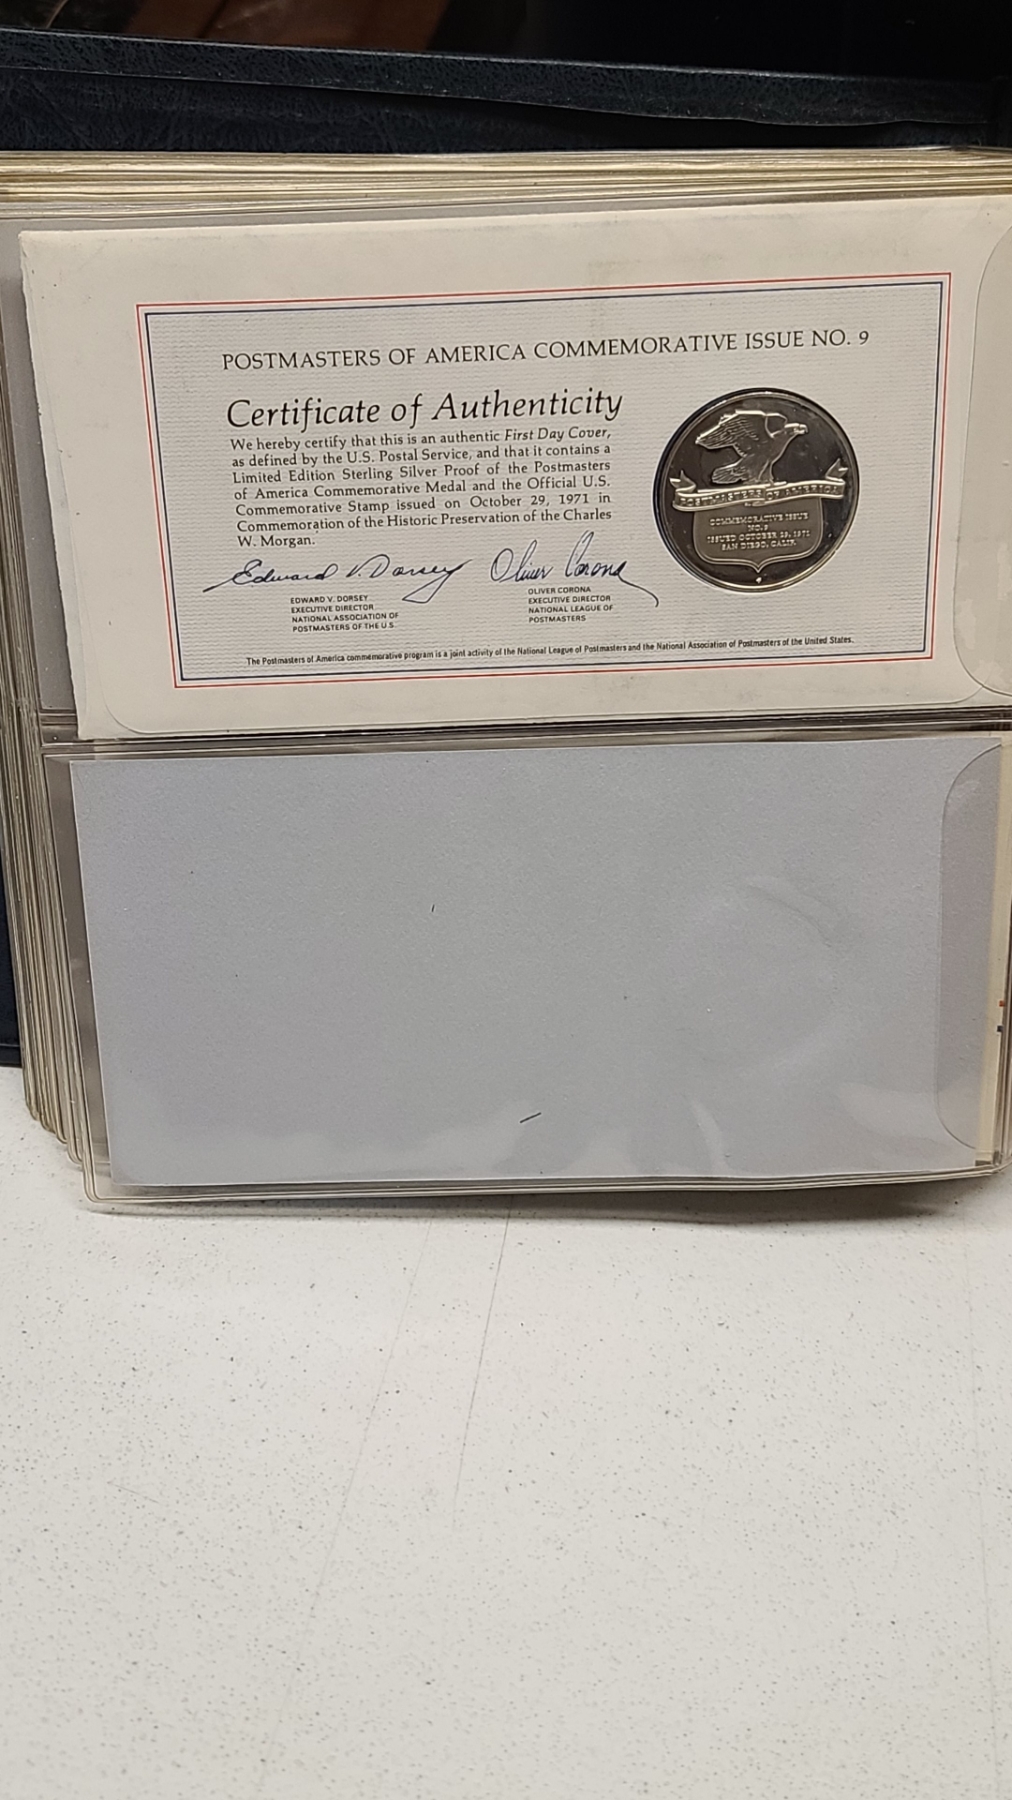 POSTMASTERS OF AMERICA COMMEMORATIVE ISSUE NO. 9
Certificate of Authenticity
We hereby certify that this is an authentic First Day Cover,
as defined by the U.S. Postal Service, and that it contains a
Limited Edition Sterling Silver Proof of the Postmasters
of America Commemorative Medal and the Official U.S.
Commemorative Stamp issued on October 29, 1971 in
Commemoration of the Historic Preservation of the Charles
W. Morgan.
Edward V. Dorsey
EDWARD V. DORSEY
EXECUTIVE DIRECTOR
NATIONAL ASSOCIATION OF
POSTMASTERS OF THE U.S.
Oliver Corona
OLIVER CORONA
EXECUTIVE DIRECTOR
NATIONAL LEAGUE OF
POSTMASTERS
POSTMASTERS OF AMERICA
COMMEMORATIVE ISSUE
NO. 9
ISSUED OCTOBER 29, 1971
SAN DIEGO, CALIF.
The Postmasters of America commemorative program is a joint activity of the National League of Postmasters and the National Association of Postmasters of the United States.